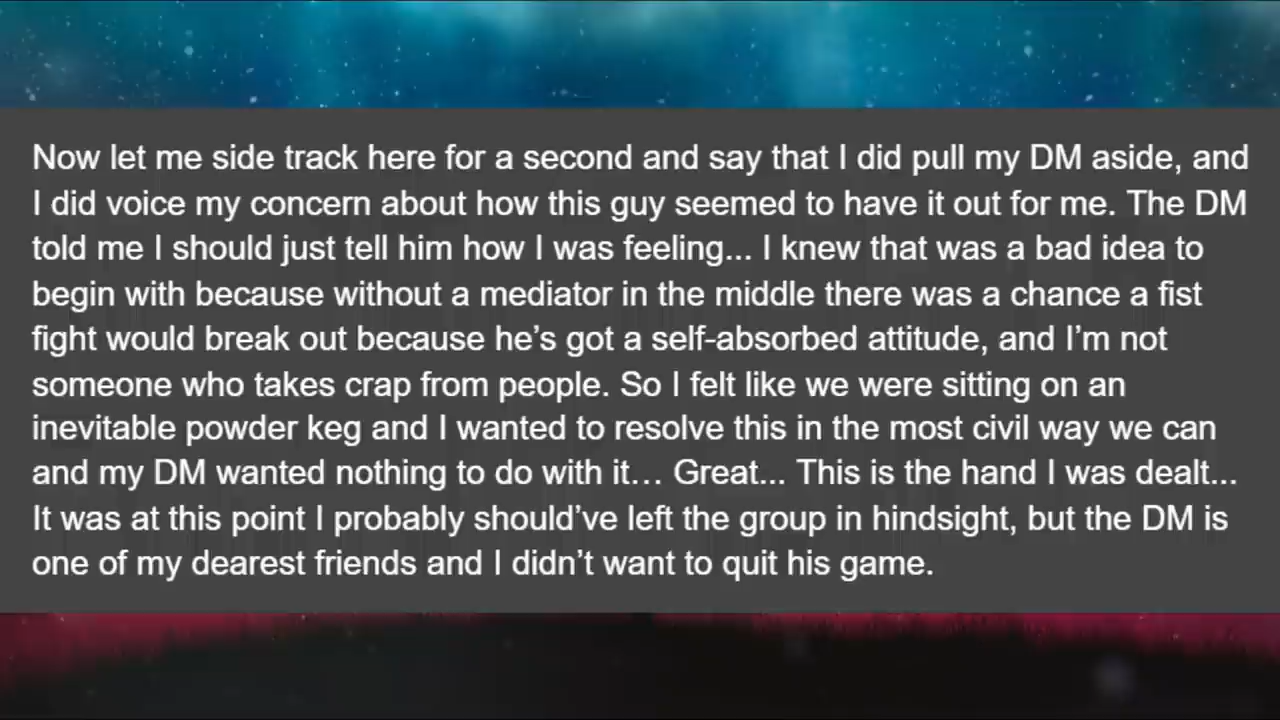 Now let me side track here for a second and say that I did pull my DM aside, and
I did voice my concern about how this guy seemed to have it out for me. The DM
told me I should just tell him how I was feeling... I knew that was a bad idea to
begin with because without a mediator in the middle there was a chance a fist
fight would break out because he’s got a self-absorbed attitude, and I’m not
someone who takes crap from people. So I felt like we were sitting on an
inevitable powder keg and I wanted to resolve this in the most civil way we can
and my DM wanted nothing to do with it… Great... This is the hand I was dealt...
It was at this point I probably should’ve left the group in hindsight, but the DM is
one of my dearest friends and I didn’t want to quit his game.